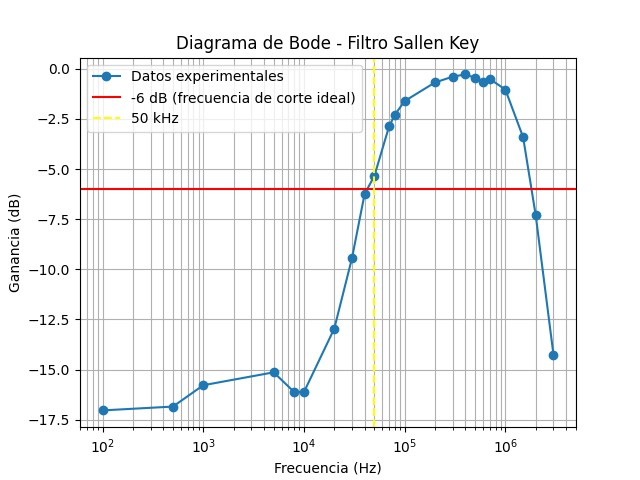 Diagrama de Bode - Filtro Sallen Key
Datos experimentales
-6 dB (frecuencia de corte ideal)
50 kHz
Ganancia (dB)
0.0
−2.5
−5.0
−7.5
−10.0
−12.5
−15.0
−17.5
10² 10³ 10⁴ 10⁵ 10⁶
Frecuencia (Hz)